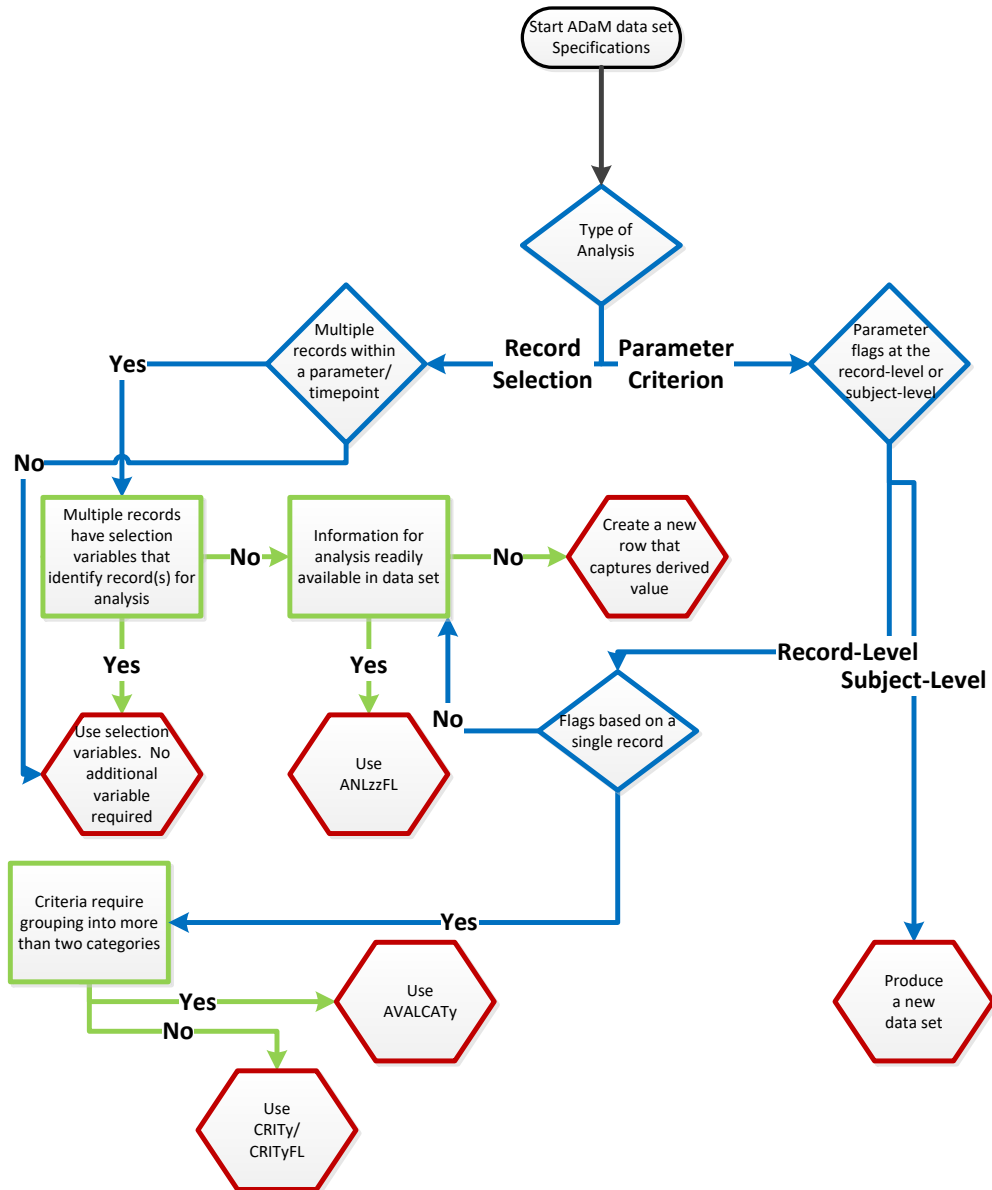 Start ADaM data set
Specifications
Type of
Analysis
Multiple
records within
a parameter/
timepoint
Yes
Record
Selection
Parameter
Criterion
Parameter
flags at the
record-level or
subject-level
No
Multiple records
have selection
variables that
identify record(s) for
analysis
No
Information for
analysis readily
available in data set
No
Create a new
row that
captures derived
value
Yes
Yes
Record-Level
Subject-Level
Use selection
variables.  No
additional
variable
required
Use
ANLzzFL
No
Flags based on a
single record
Criteria require
grouping into more
than two categories
Yes
Yes
No
Use
AVALCATy
Produce
a new
data set
Use
CRITy/
CRITyFL